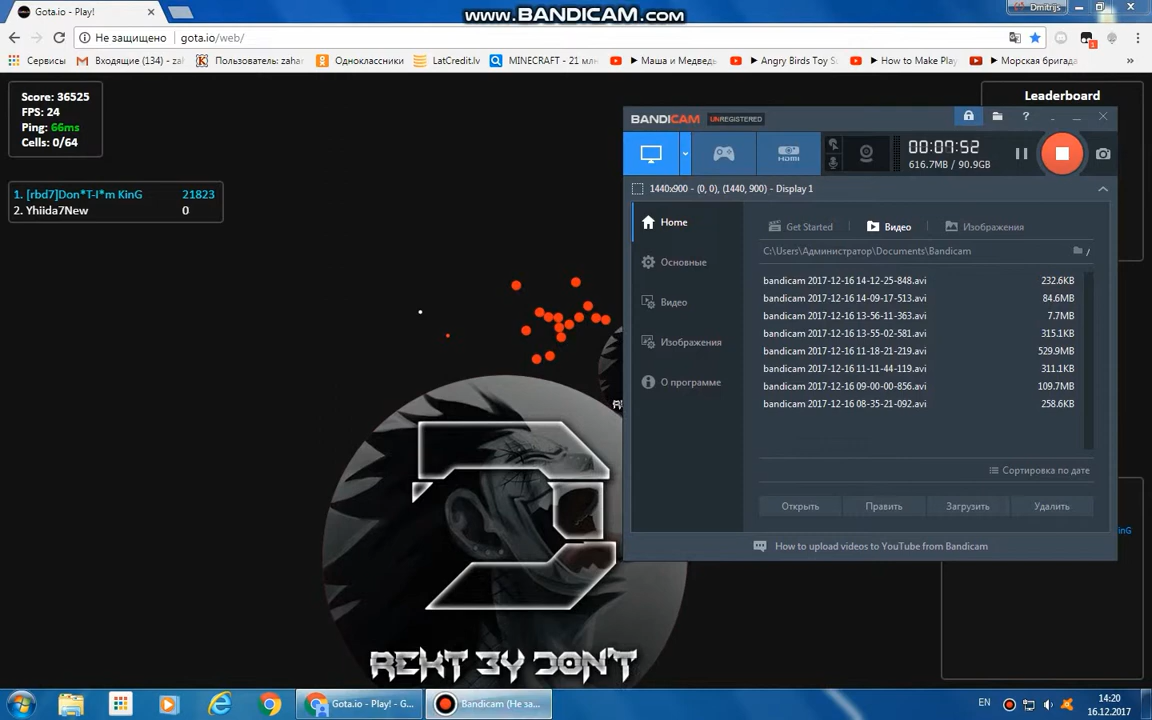 Gota.io - Play!
WWW.BANDICAM.COM
Dmitrijs
Не защищено
gota.io/web/
Сервисы
Входящие (134) - zal
Пользователь: zahar
Одноклассники
LatCredit.lv
MINECRAFT - 21 млн
Маша и Медведь
Angry Birds Toy S
How to Make Play
Морская бригада
1
Score: 36525
FPS: 24
Ping: 66ms
Cells: 0/64
Leaderboard
1. [rbd7]Don*T-I*m KinG 21823
2. Yhiida7New 0
BANDICAM UNREGISTERED
HDMI
00:07:52
616.7MB / 90.9GB
1440x900 - (0, 0), (1440, 900) - Display 1
Home
Основные
Видео
Изображения
О программе
Get Started
Видео
Изображения
C:\Users\Администратор\Documents\Bandicam
/
bandicam 2017-12-16 14-12-25-848.avi 232.6KB
bandicam 2017-12-16 14-09-17-513.avi 84.6MB
bandicam 2017-12-16 13-56-11-363.avi 7.7MB
bandicam 2017-12-16 13-55-02-581.avi 315.1KB
bandicam 2017-12-16 11-18-21-219.avi 529.9MB
bandicam 2017-12-16 11-11-44-119.avi 311.1KB
bandicam 2017-12-16 09-00-00-856.avi 109.7MB
bandicam 2017-12-16 08-35-21-092.avi 258.6KB
Сортировка по дате
Открыть
Править
Загрузить
Удалить
How to upload videos to YouTube from Bandicam
inG
REKT BY DON'T
Gota.io - Play! - G...
Bandicam (Не за...
EN
14:20
16.12.2017